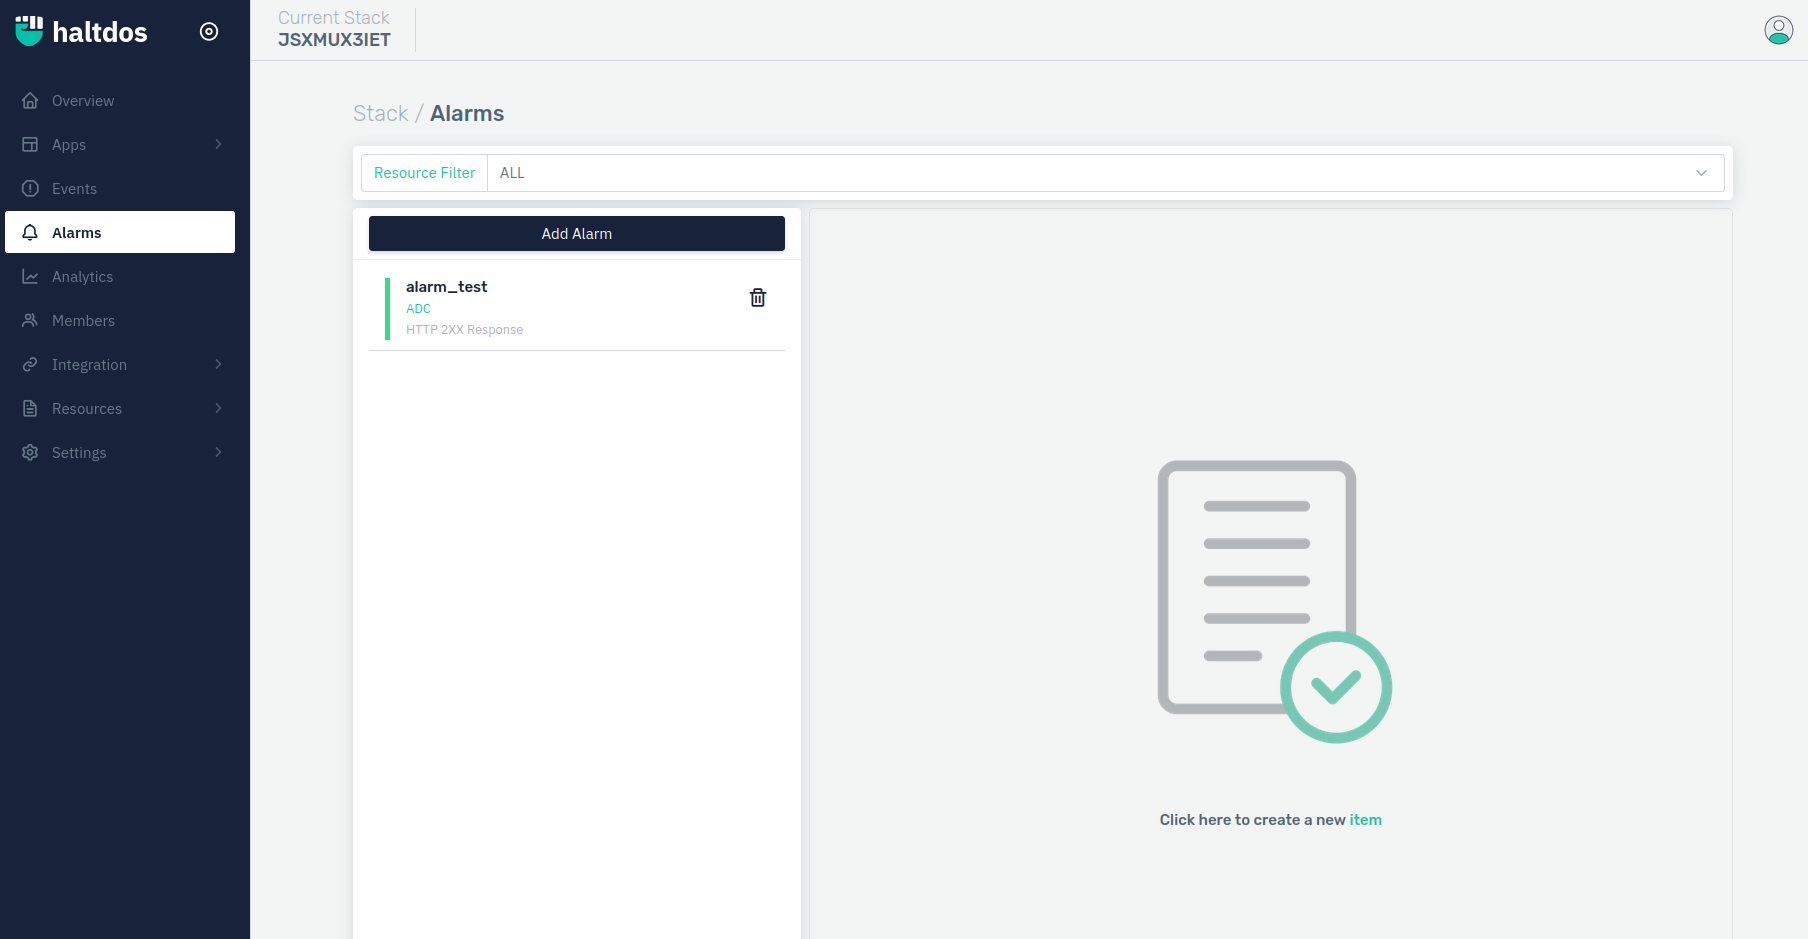 haltdos
Current Stack
JSXMUX3IET
Overview
Apps
Events
Alarms
Analytics
Members
Integration
Resources
Settings
Stack / Alarms
Resource Filter
ALL
Add Alarm
alarm_test
ADC
HTTP 2XX Response
Click here to create a new item